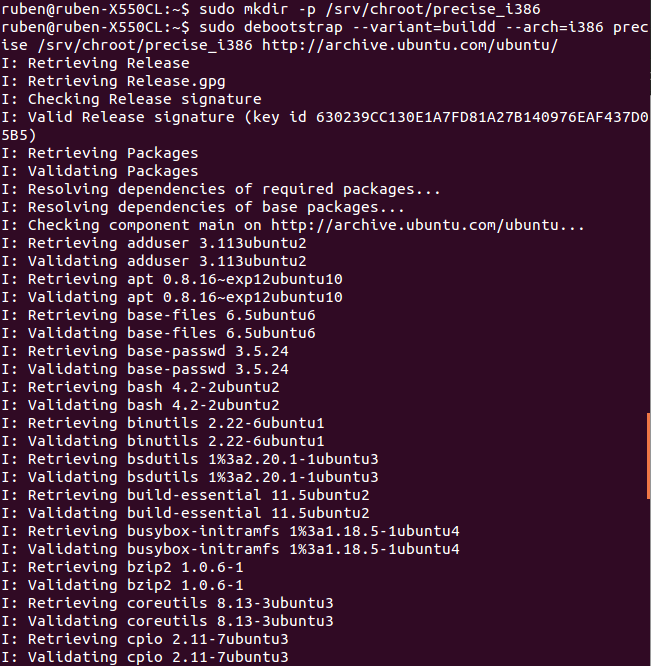 ruben@ruben-X550CL:~$ sudo mkdir -p /srv/chroot/precise_i386
ruben@ruben-X550CL:~$ sudo debootstrap --variant=buildd --arch=i386 prec
ise /srv/chroot/precise_i386 http://archive.ubuntu.com/ubuntu/
I: Retrieving Release
I: Retrieving Release.gpg
I: Checking Release signature
I: Valid Release signature (key id 630239CC130E1A7FD81A27B140976EAF437D0
5B5)
I: Retrieving Packages
I: Validating Packages
I: Resolving dependencies of required packages...
I: Resolving dependencies of base packages...
I: Checking component main on http://archive.ubuntu.com/ubuntu...
I: Retrieving adduser 3.113ubuntu2
I: Validating adduser 3.113ubuntu2
I: Retrieving apt 0.8.16~exp12ubuntu10
I: Validating apt 0.8.16~exp12ubuntu10
I: Retrieving base-files 6.5ubuntu6
I: Validating base-files 6.5ubuntu6
I: Retrieving base-passwd 3.5.24
I: Validating base-passwd 3.5.24
I: Retrieving bash 4.2-2ubuntu2
I: Validating bash 4.2-2ubuntu2
I: Retrieving binutils 2.22-6ubuntu1
I: Validating binutils 2.22-6ubuntu1
I: Retrieving bsdutils 1%3a2.20.1-1ubuntu3
I: Validating bsdutils 1%3a2.20.1-1ubuntu3
I: Retrieving build-essential 11.5ubuntu2
I: Validating build-essential 11.5ubuntu2
I: Retrieving busybox-initramfs 1%3a1.18.5-1ubuntu4
I: Validating busybox-initramfs 1%3a1.18.5-1ubuntu4
I: Retrieving bzip2 1.0.6-1
I: Validating bzip2 1.0.6-1
I: Retrieving coreutils 8.13-3ubuntu3
I: Validating coreutils 8.13-3ubuntu3
I: Retrieving cpio 2.11-7ubuntu3
I: Validating cpio 2.11-7ubuntu3